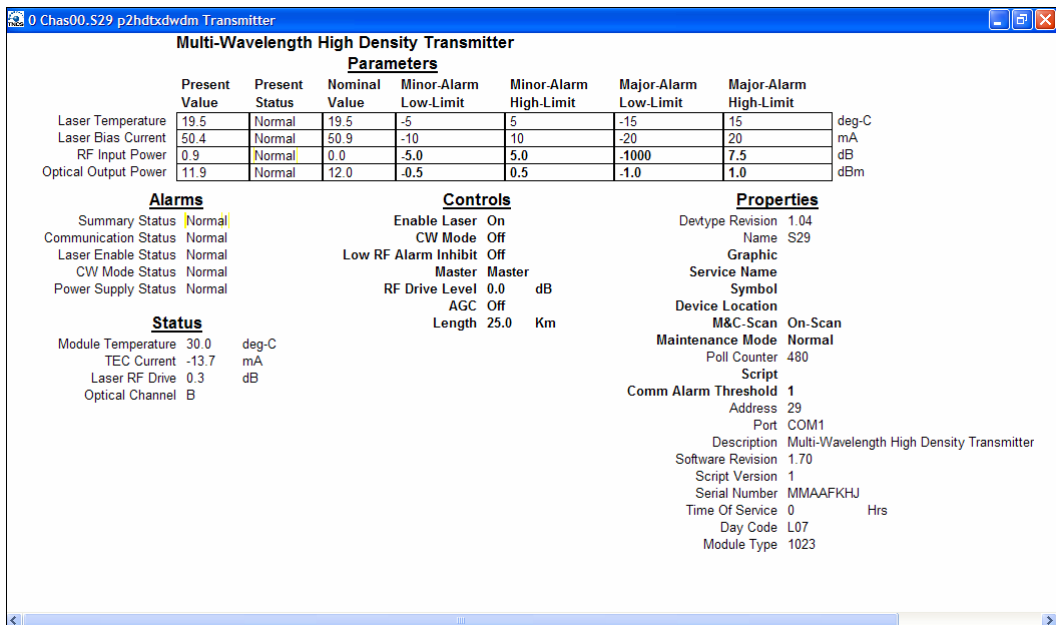 TNCS 0 Chas00.S29 p2hdtxdwdm Transmitter
Multi-Wavelength High Density Transmitter
Parameters
Present Present Nominal Minor-Alarm Minor-Alarm Major-Alarm Major-Alarm
Value Status Value Low-Limit High-Limit Low-Limit High-Limit
Laser Temperature 19.5 Normal 19.5 -5 5 -15 15 deg-C
Laser Bias Current 50.4 Normal 50.9 -10 10 -20 20 mA
RF Input Power 0.9 Normal 0.0 -5.0 5.0 -1000 7.5 dB
Optical Output Power 11.9 Normal 12.0 -0.5 0.5 -1.0 1.0 dBm
Alarms
Summary Status Normal
Communication Status Normal
Laser Enable Status Normal
CW Mode Status Normal
Power Supply Status Normal
Status
Module Temperature 30.0 deg-C
TEC Current -13.7 mA
Laser RF Drive 0.3 dB
Optical Channel B
Controls
Enable Laser On
CW Mode Off
Low RF Alarm Inhibit Off
Master Master
RF Drive Level 0.0 dB
AGC Off
Length 25.0 Km
Properties
Devtype Revision 1.04
Name S29
Graphic
Service Name
Symbol
Device Location
M&C-Scan On-Scan
Maintenance Mode Normal
Poll Counter 480
Script
Comm Alarm Threshold 1
Address 29
Port COM1
Description Multi-Wavelength High Density Transmitter
Software Revision 1.70
Script Version 1
Serial Number MMAAFKHJ
Time Of Service 0 Hrs
Day Code L07
Module Type 1023